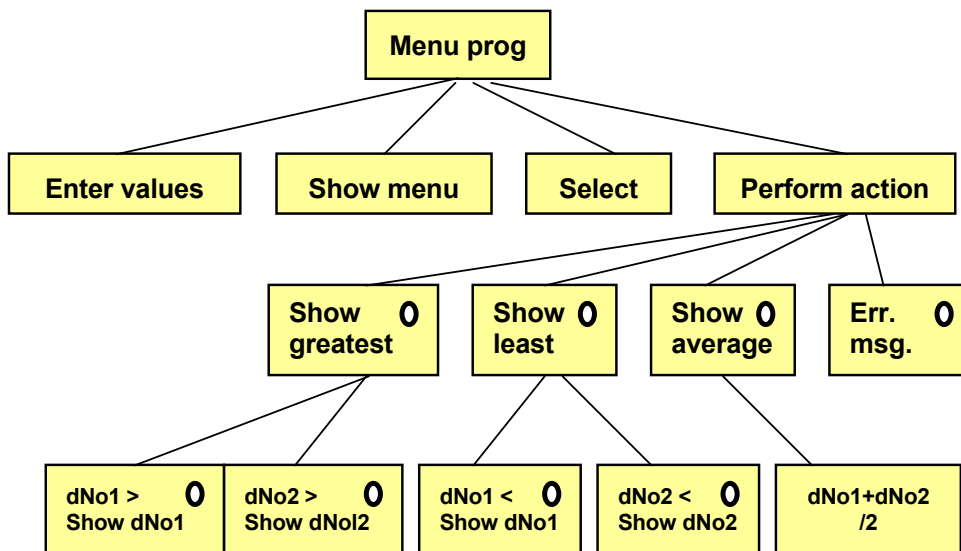 Menu prog
Enter values
Show menu
Select
Perform action
Show
greatest
Show
least
Show
average
Err.
msg.
dNo1 >
Show dNo1
dNo2 >
Show dNol2
dNo1 <
Show dNo1
dNo2 <
Show dNo2
dNo1+dNo2
/2